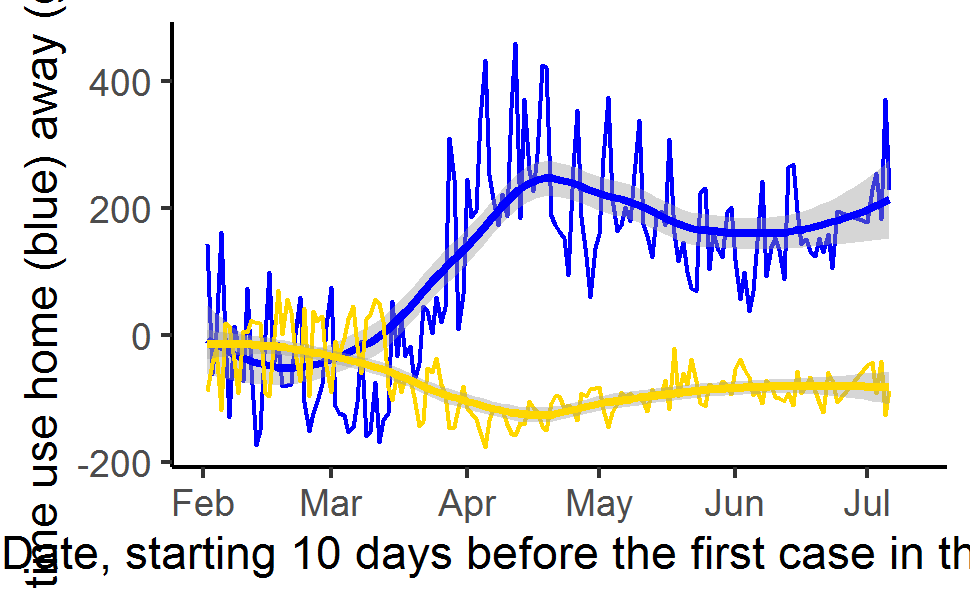 time use home (blue) away (
400
200
0
-200
Feb Mar Apr May Jun Jul
Date, starting 10 days before the first case in th